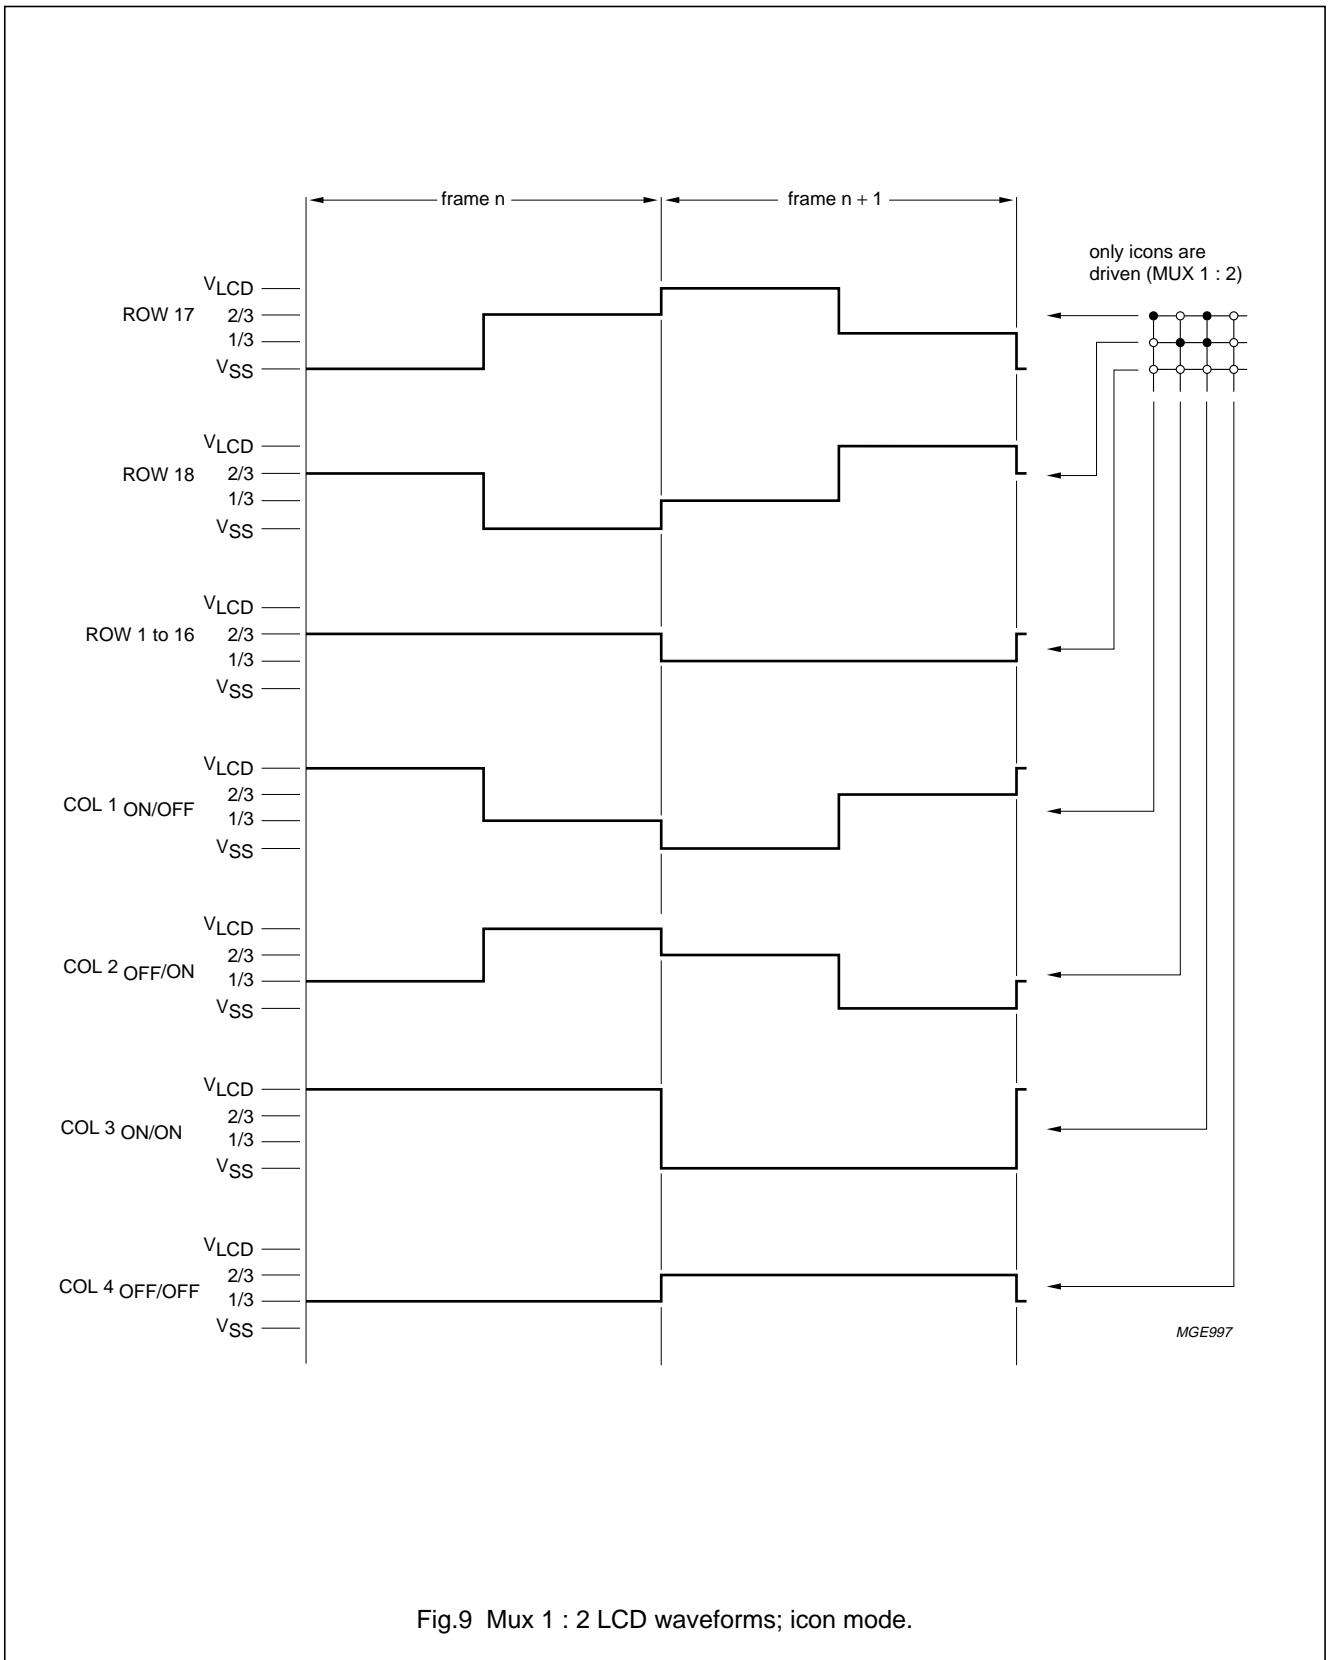 frame n
frame n + 1
only icons are
driven (MUX 1 : 2)
VLCD
ROW 17
2/3
1/3
VSS
VLCD
ROW 18
2/3
1/3
VSS
VLCD
ROW 1 to 16
2/3
1/3
VSS
VLCD
COL 1 ON/OFF
2/3
1/3
VSS
VLCD
COL 2 OFF/ON
2/3
1/3
VSS
VLCD
COL 3 ON/ON
2/3
1/3
VSS
VLCD
COL 4 OFF/OFF
2/3
1/3
VSS
MGE997
Fig.9 Mux 1 : 2 LCD waveforms; icon mode.